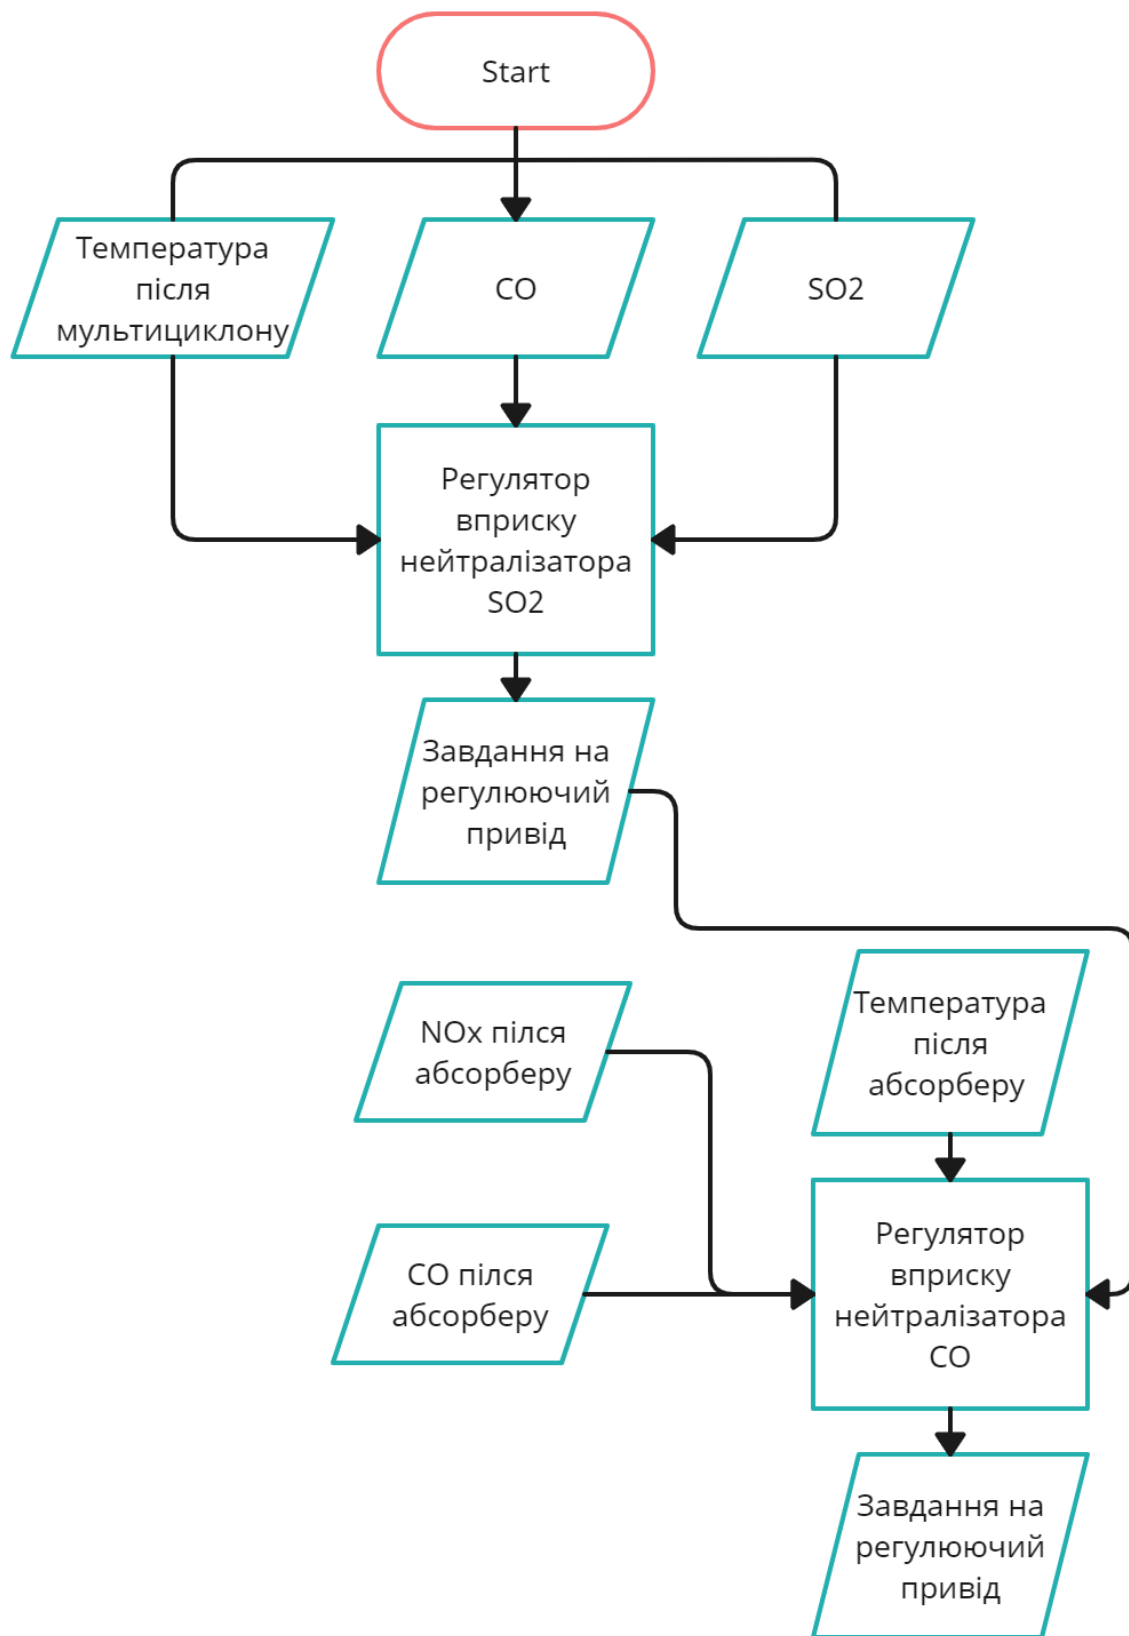 Start
Температура
після
мультициклону
CO
SO2
Регулятор
вприску
нейтралізатора
SO2
Завдання на
регулюючий
привід
NOx пілся
абсорберу
Температура
після
абсорберу
CO пілся
абсорберу
Регулятор
вприску
нейтралізатора
CO
Завдання на
регулюючий
привід